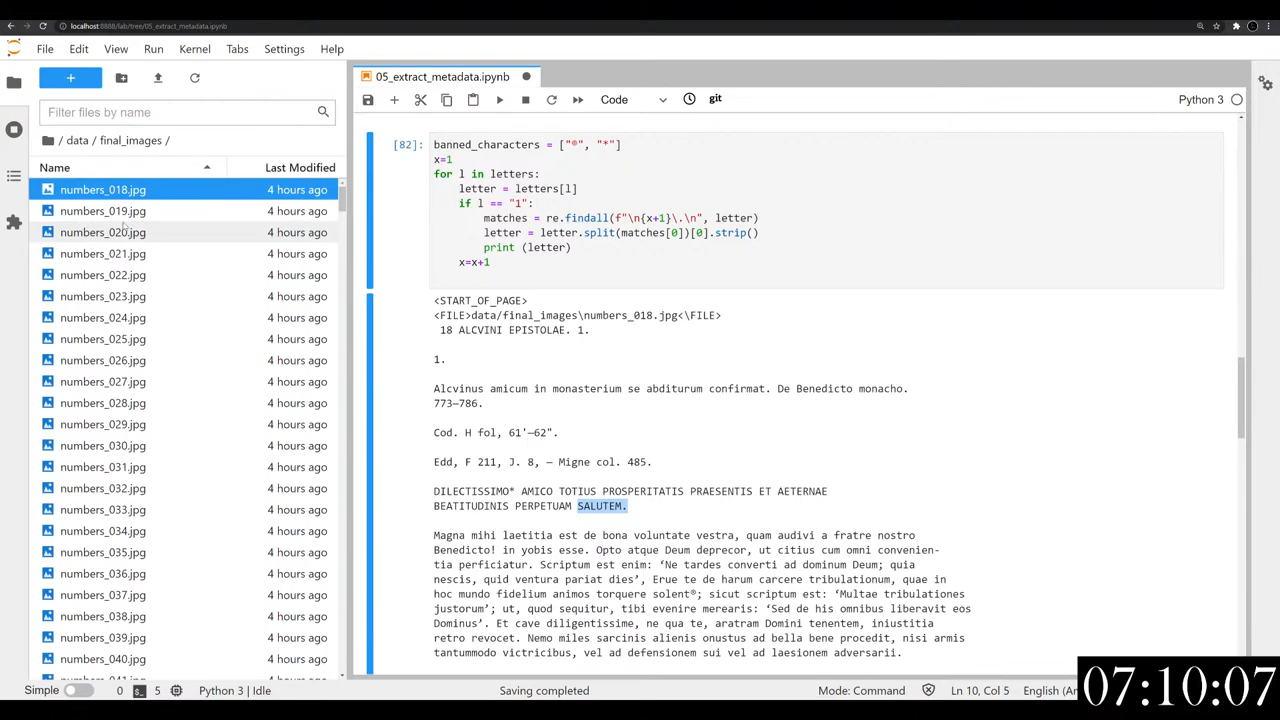 localhost:8888/lab/tree/05_extract_metadata.ipynb
File Edit View Run Kernel Tabs Settings Help
+
Filter files by name
/ data / final_images /
Name Last Modified
numbers_018.jpg 4 hours ago
numbers_019.jpg 4 hours ago
numbers_020.jpg 4 hours ago
numbers_021.jpg 4 hours ago
numbers_022.jpg 4 hours ago
numbers_023.jpg 4 hours ago
numbers_024.jpg 4 hours ago
numbers_025.jpg 4 hours ago
numbers_026.jpg 4 hours ago
numbers_027.jpg 4 hours ago
numbers_028.jpg 4 hours ago
numbers_029.jpg 4 hours ago
numbers_030.jpg 4 hours ago
numbers_031.jpg 4 hours ago
numbers_032.jpg 4 hours ago
numbers_033.jpg 4 hours ago
numbers_034.jpg 4 hours ago
numbers_035.jpg 4 hours ago
numbers_036.jpg 4 hours ago
numbers_037.jpg 4 hours ago
numbers_038.jpg 4 hours ago
numbers_039.jpg 4 hours ago
numbers_040.jpg 4 hours ago
05_extract_metadata.ipynb
Code git Python 3
[82]: banned_characters = ["®", "*"]
x=1
for l in letters:
    letter = letters[l]
    if l == "1":
        matches = re.findall(f"\n{x+1}\.\n", letter)
        letter = letter.split(matches[0])[0].strip()
        print (letter)
    x=x+1
<START_OF_PAGE>
<FILE>data/final_images\numbers_018.jpg<\FILE>
18 ALCVINI EPISTOLAE. 1.
1.
Alcvinus amicum in monasterium se abditurum confirmat. De Benedicto monacho.
773—786.
Cod. H fol, 61'—62".
Edd, F 211, J. 8, — Migne col. 485.
DILECTISSIMO* AMICO TOTIUS PROSPERITATIS PRAESENTIS ET AETERNAE
BEATITUDINIS PERPETUAM SALUTEM.
Magna mihi laetitia est de bona voluntate vestra, quam audivi a fratre nostro
Benedicto! in yobis esse. Opto atque Deum deprecor, ut citius cum omni convenien-
tia perficiatur. Scriptum est enim: ‘Ne tardes converti ad dominum Deum; quia
nescis, quid ventura pariat dies’, Erue te de harum carcere tribulationum, quae in
hoc mundo fidelium animos torquere solent®; sicut scriptum est: ‘Multae tribulationes
justorum’; ut, quod sequitur, tibi evenire merearis: ‘Sed de his omnibus liberavit eos
Dominus’. Et cave diligentissime, ne qua te, aratram Domini tenentem, iniustitia
retro revocet. Nemo miles sarcinis alienis onustus ad bella bene procedit, nisi armis
tantummodo victricibus, vel ad defensionem sui vel ad laesionem adversarii.
Simple 0 5 Python 3 | Idle Saving completed Mode: Command Ln 10, Col 5 English (Am
07:10:07